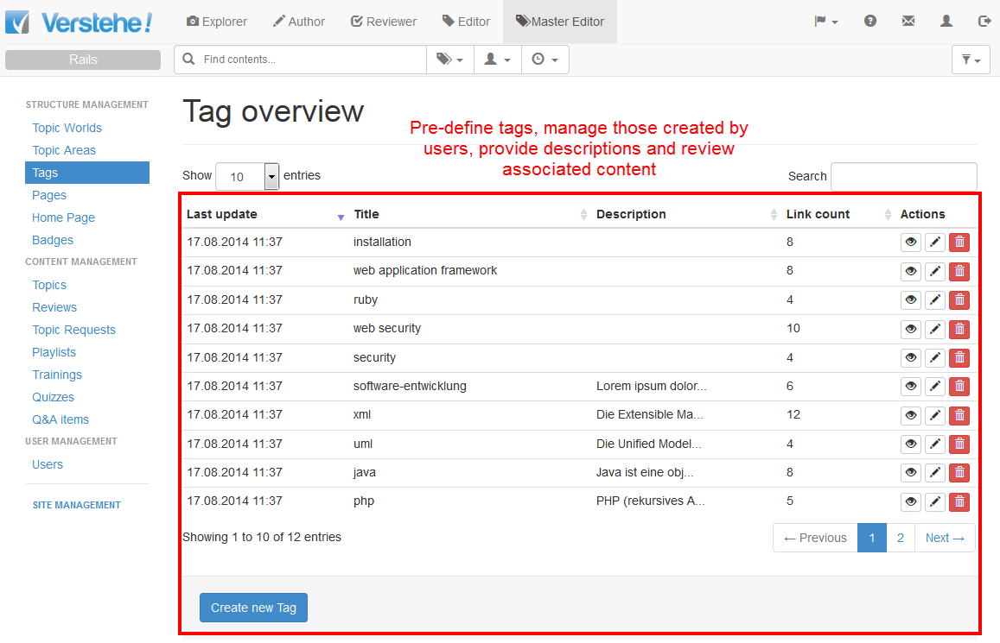 Verstehe! Explorer Author Reviewer Editor Master Editor
Rails Find contents...
STRUCTURE MANAGEMENT
Topic Worlds
Topic Areas
Tags
Pages
Home Page
Badges
CONTENT MANAGEMENT
Topics
Reviews
Topic Requests
Playlists
Trainings
Quizzes
Q&A items
USER MANAGEMENT
Users
SITE MANAGEMENT
Tag overview
Pre-define tags, manage those created by
users, provide descriptions and review
associated content
Show 10 entries Search
Last update Title Description Link count Actions
17.08.2014 11:37 installation 8
17.08.2014 11:37 web application framework 8
17.08.2014 11:37 ruby 4
17.08.2014 11:37 web security 10
17.08.2014 11:37 security 4
17.08.2014 11:37 software-entwicklung Lorem ipsum dolor... 6
17.08.2014 11:37 xml Die Extensible Ma... 12
17.08.2014 11:37 uml Die Unified Model... 4
17.08.2014 11:37 java Java ist eine obj... 8
17.08.2014 11:37 php PHP (rekursives A... 5
Showing 1 to 10 of 12 entries ← Previous 1 2 Next →
Create new Tag